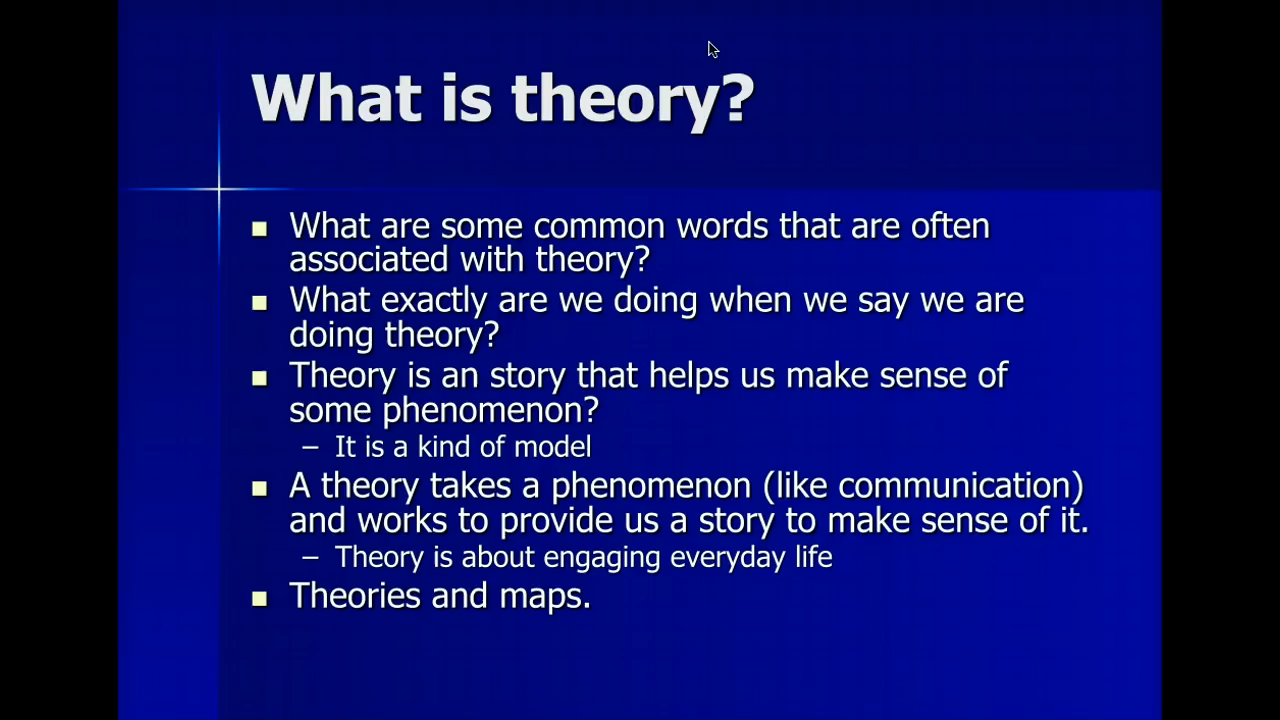 What is theory?
What are some common words that are often
associated with theory?
What exactly are we doing when we say we are
doing theory?
Theory is an story that helps us make sense of
some phenomenon?
– It is a kind of model
A theory takes a phenomenon (like communication)
and works to provide us a story to make sense of it.
– Theory is about engaging everyday life
Theories and maps.